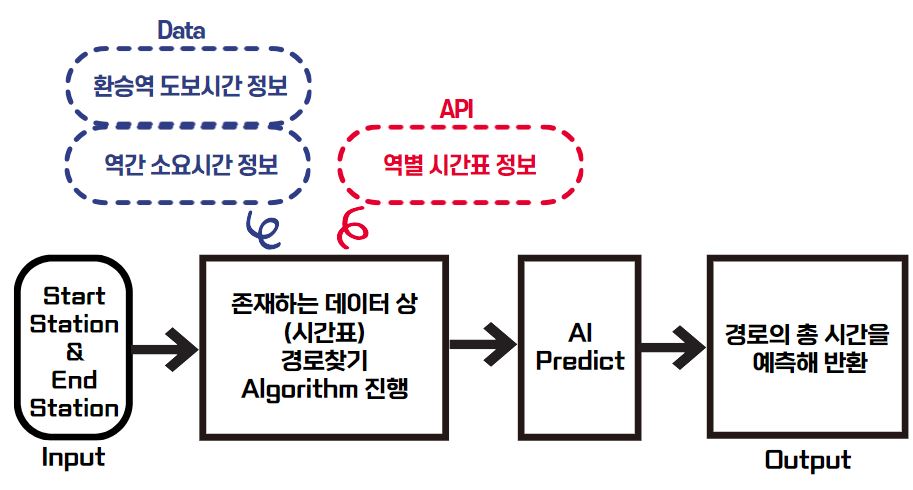 Data
환승역 도보시간 정보
역간 소요시간 정보
API
역별 시간표 정보
Start
Station
&
End
Station
Input
존재하는 데이터 상
(시간표)
경로찾기
Algorithm 진행
AI
Predict
경로의 총 시간을
예측해 반환
Output